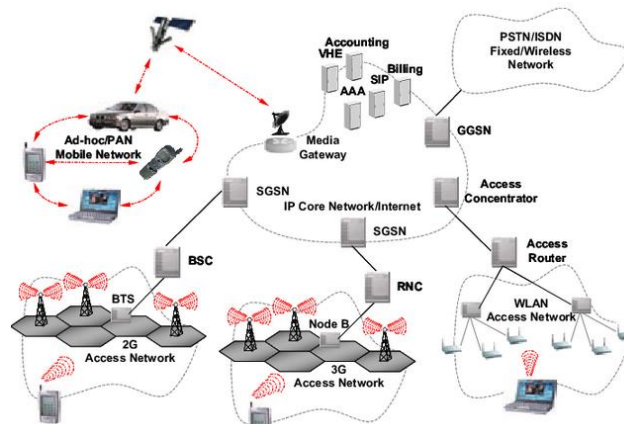 PSTN/ISDN
Fixed/Wireless
Network
Accounting
VHE
Billing
SIP
AAA
Ad-hoc/PAN
Mobile Network
Media
Gateway
GGSN
SGSN
IP Core Network/Internet
SGSN
Access
Concentrator
BSC
RNC
Access
Router
BTS
2G
Access Network
Node B
3G
Access Network
WLAN
Access Network